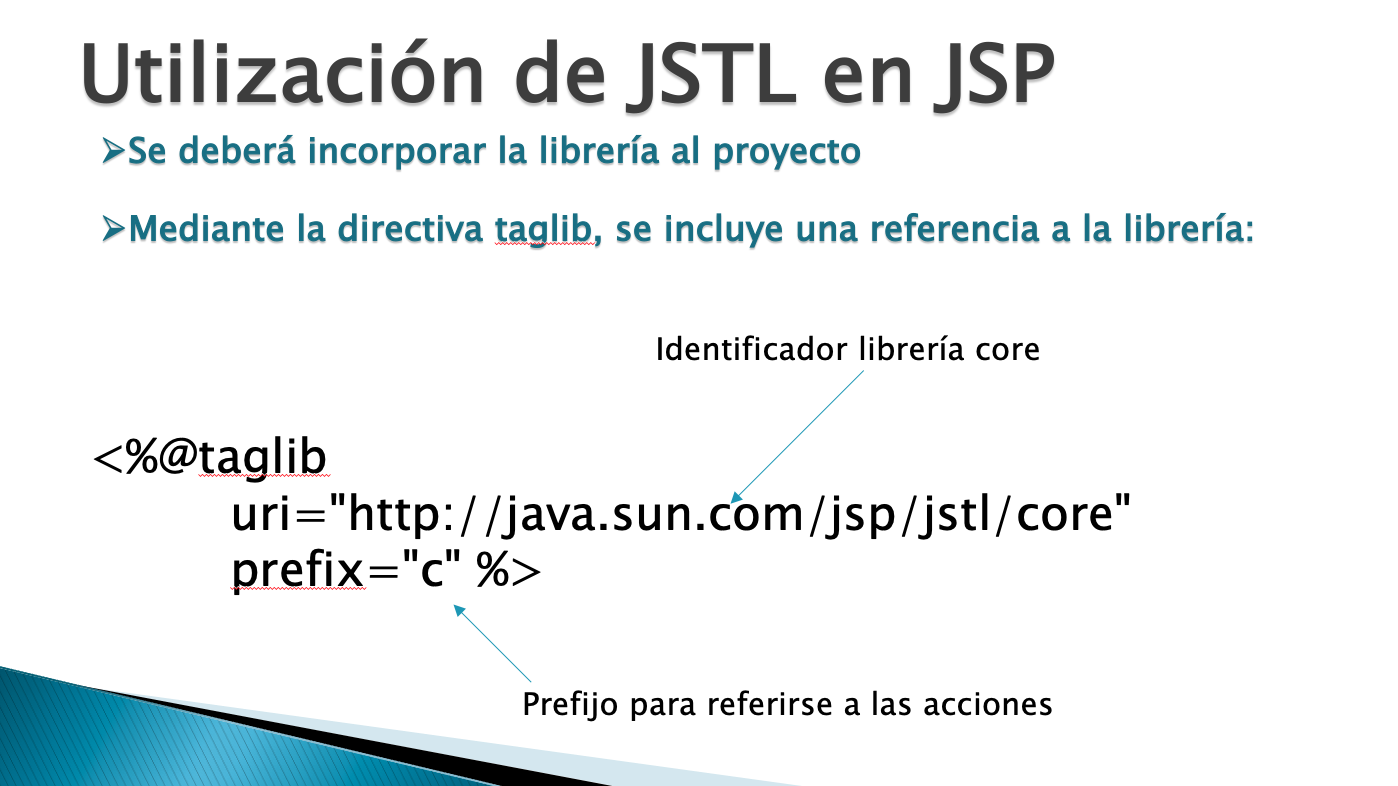 Utilización de JSTL en JSP
➢Se deberá incorporar la librería al proyecto
➢Mediante la directiva taglib, se incluye una referencia a la librería:
Identificador librería core
<%@taglib
uri="http://java.sun.com/jsp/jstl/core"
prefix="c" %>
Prefijo para referirse a las acciones